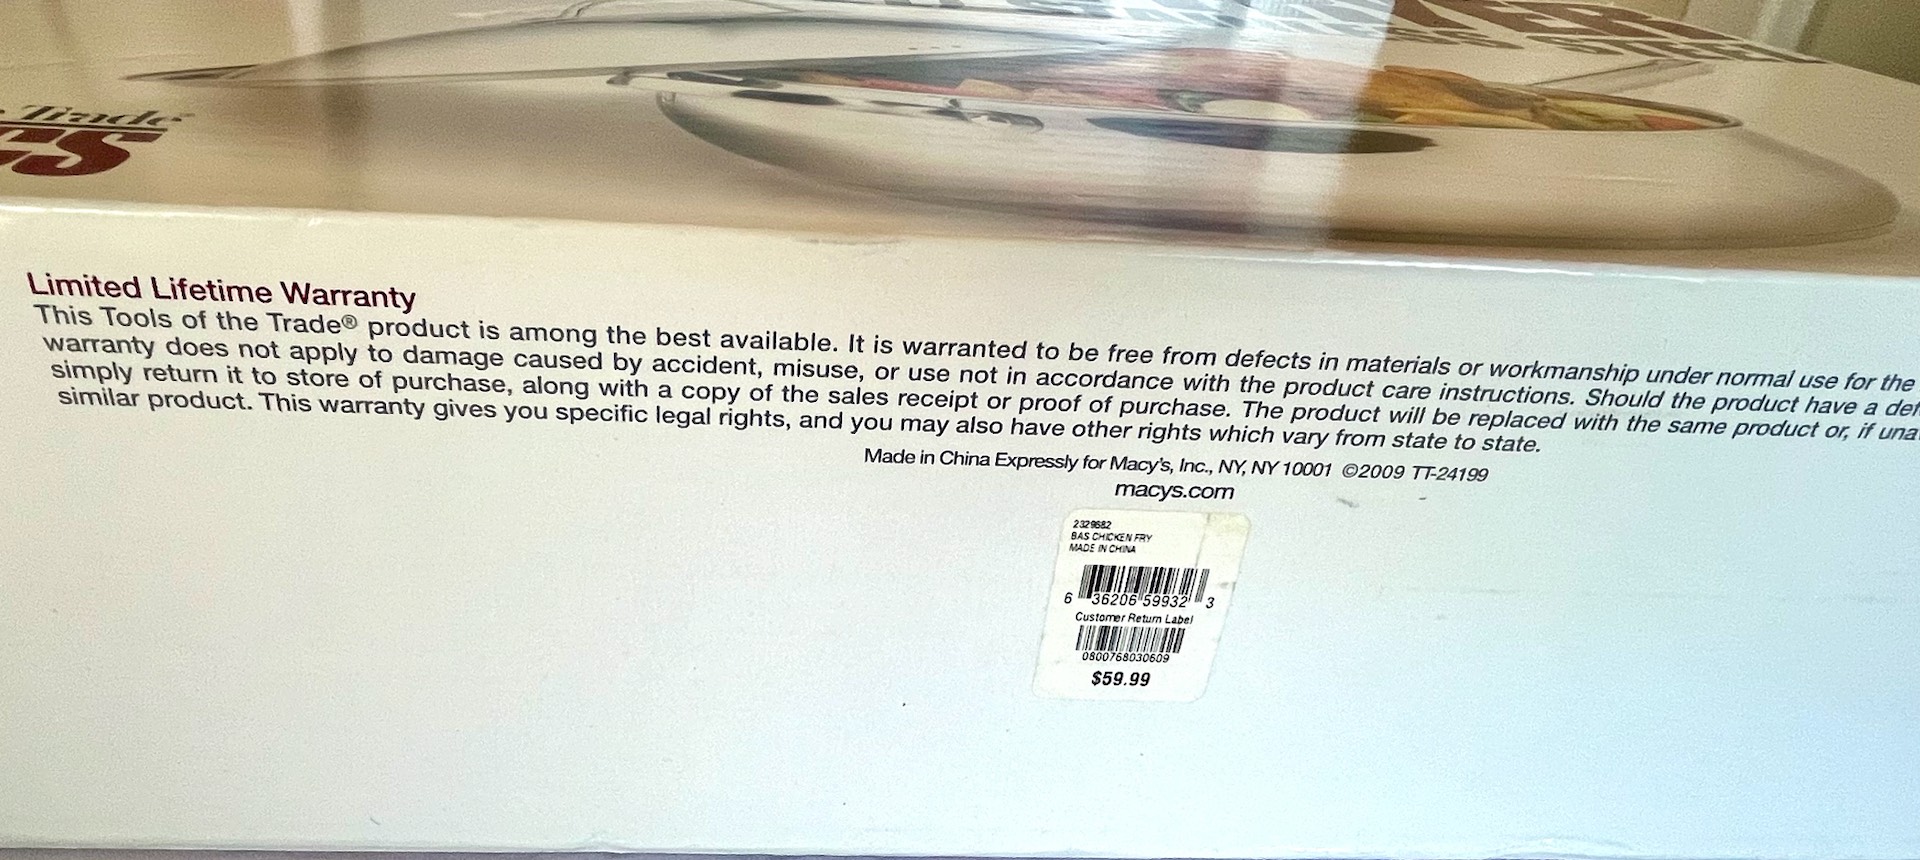 Trade
Limited Lifetime Warranty
This Tools of the Trade® product is among the best available. It is warranted to be free from defects in materials or workmanship under normal use for the
warranty does not apply to damage caused by accident, misuse, or use not in accordance with the product care instructions. Should the product have a def
simply return it to store of purchase, along with a copy of the sales receipt or proof of purchase. The product will be replaced with the same product or, if una
similar product. This warranty gives you specific legal rights, and you may also have other rights which vary from state to state.
Made in China Expressly for Macy's, Inc., NY, NY 10001 ©2009 TT-24199
macys.com
2329682
BAS CHICKEN FRY
MADE IN CHINA
6 36206 59932 3
Customer Return Label
0800768030609
$59.99